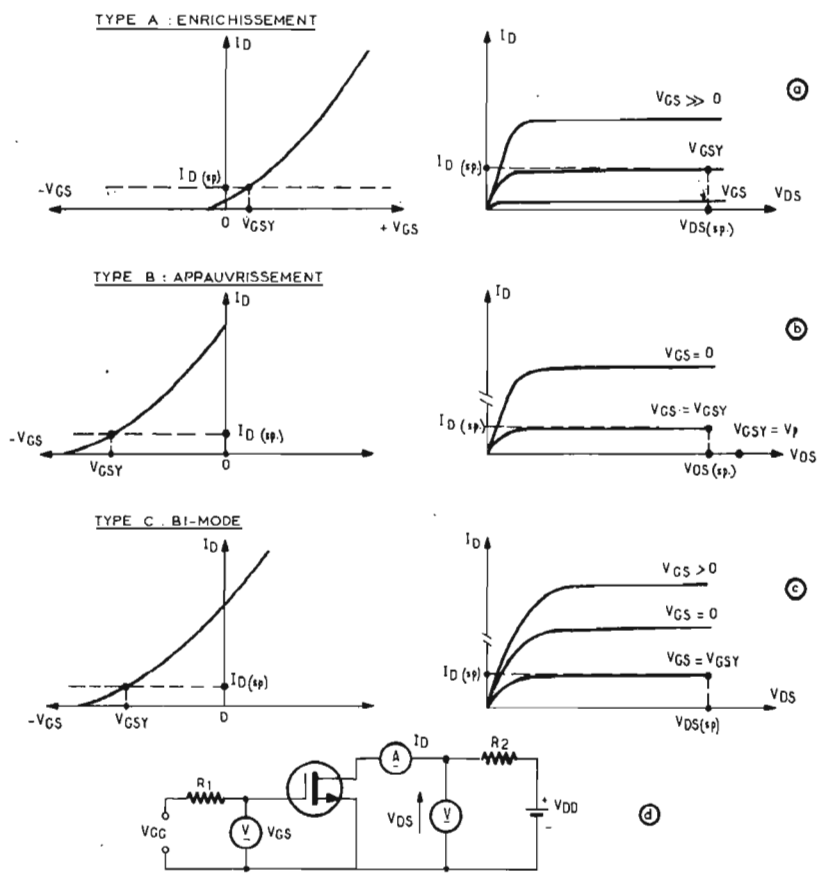 TYPE A : ENRICHISSEMENT
ID
ID(sp)
-VGS
0
VGSY
+ VGS
ID
VGS ≫ 0
ID(sp.)
VGSY
VGS
VDS
VDS(sp.)
a
TYPE B : APPAUVRISSEMENT
ID
ID(sp.)
-VGS
VGSY
0
ID
VGS = 0
VGS = VGSY
ID(sp.)
VGSY = Vp
VDS
VDS(sp.)
b
TYPE C : BI-MODE
ID
ID(sp)
-VGS
VGSY
0
ID
VGS > 0
VGS = 0
VGS = VGSY
ID(sp)
VDS
VDS(sp)
c
R1
VGG
V
VGS
ID
A
VDS
V
R2
+
VDD
-
d